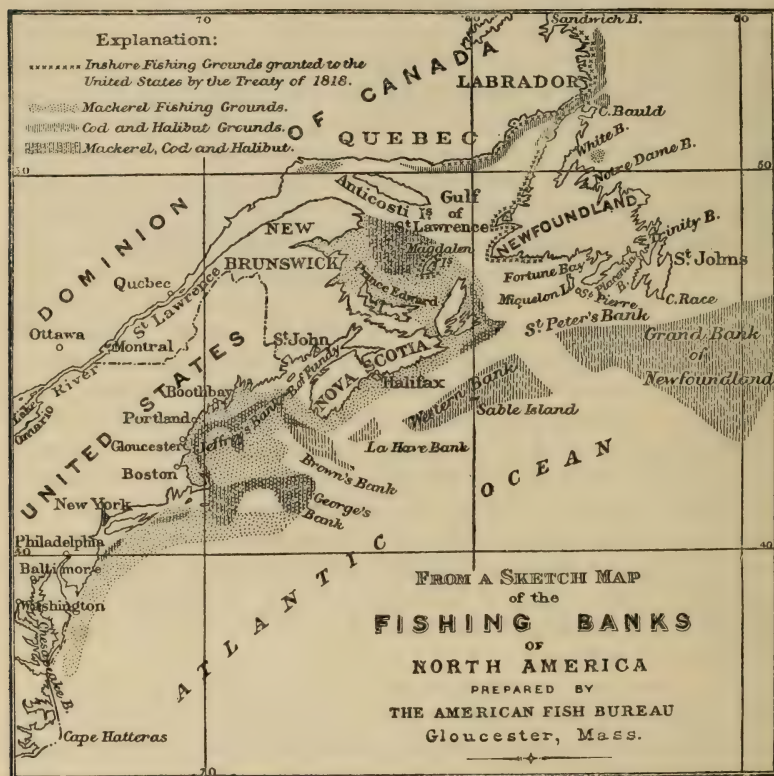 70
60
50
Explanation:
Inshore Fishing Grounds granted to the
United States by the Treaty of 1818.
Mackerel Fishing Grounds.
Cod and Halibut Grounds.
Mackerel, Cod and Halibut.
Sandwich B.
LABRADOR
DOMINION OF CANADA
QUEBEC
C. Bauld
White B.
Notre Dame B.
50
50
Anticosti Is
Gulf
of
St Lawrence
NEWFOUNDLAND
Trinity B.
NEW
BRUNSWICK
Magdalen
Is
Prince Edward
Fortune Bay
Placentia
B.
St Johns
Miquelon I.
St Pierre
C. Race
Quebec
St Lawrence
River
Ottawa
Montral
UNITED STATES
St John
B. of Fundy
NOVA SCOTIA
Halifax
St Peter's Bank
Grand Bank
of
Newfoundland
Western Bank
Sable Island
Lake
Ontario
Boothbay
Portland
Gloucester
Jeffrey's Bank
Boston
La Have Bank
Brown's Bank
New York
George's
Bank
ATLANTIC OCEAN
Philadelphia
40
40
Baltimore
Washington
Chesapeake B.
Cape Hatteras
70
FROM A SKETCH MAP
of the
FISHING BANKS
OF
NORTH AMERICA
PREPARED BY
THE AMERICAN FISH BUREAU
Gloucester, Mass.